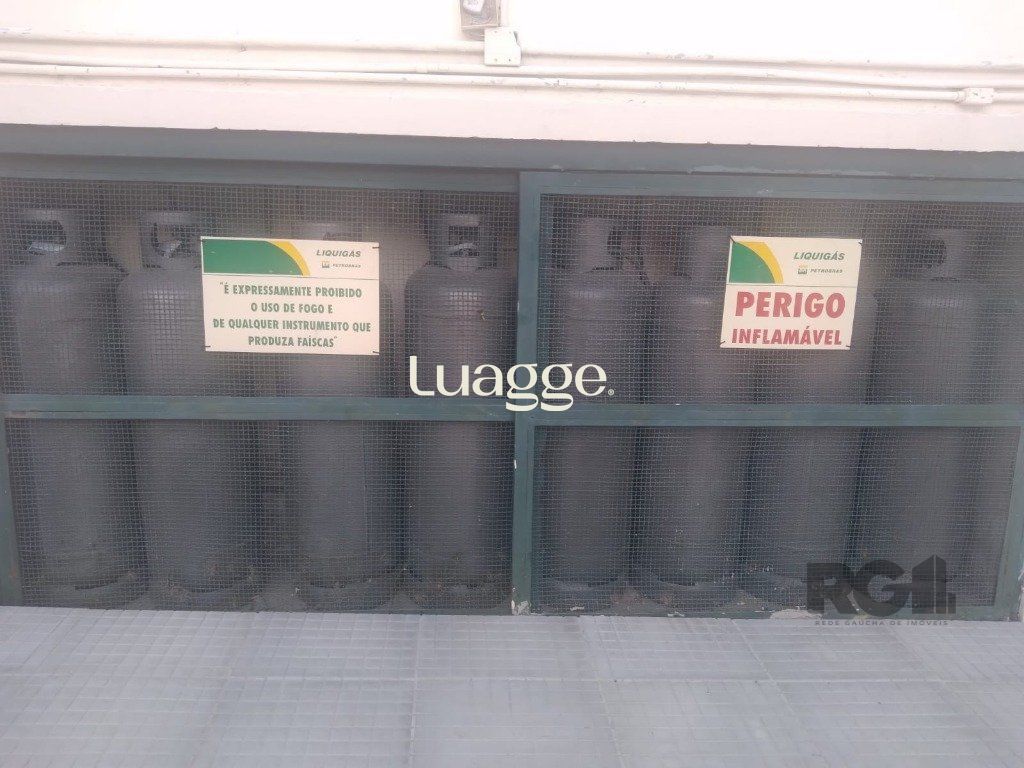 LIQUIGÁS
PETROBRAS
"É EXPRESSAMENTE PROIBIDO
O USO DE FOGO E
DE QUALQUER INSTRUMENTO QUE
PRODUZA FAÍSCAS"
LIQUIGÁS
PETROBRAS
PERIGO
INFLAMÁVEL
Luagge®
RG1
REDE GAÚCHA DE IMÓVEIS